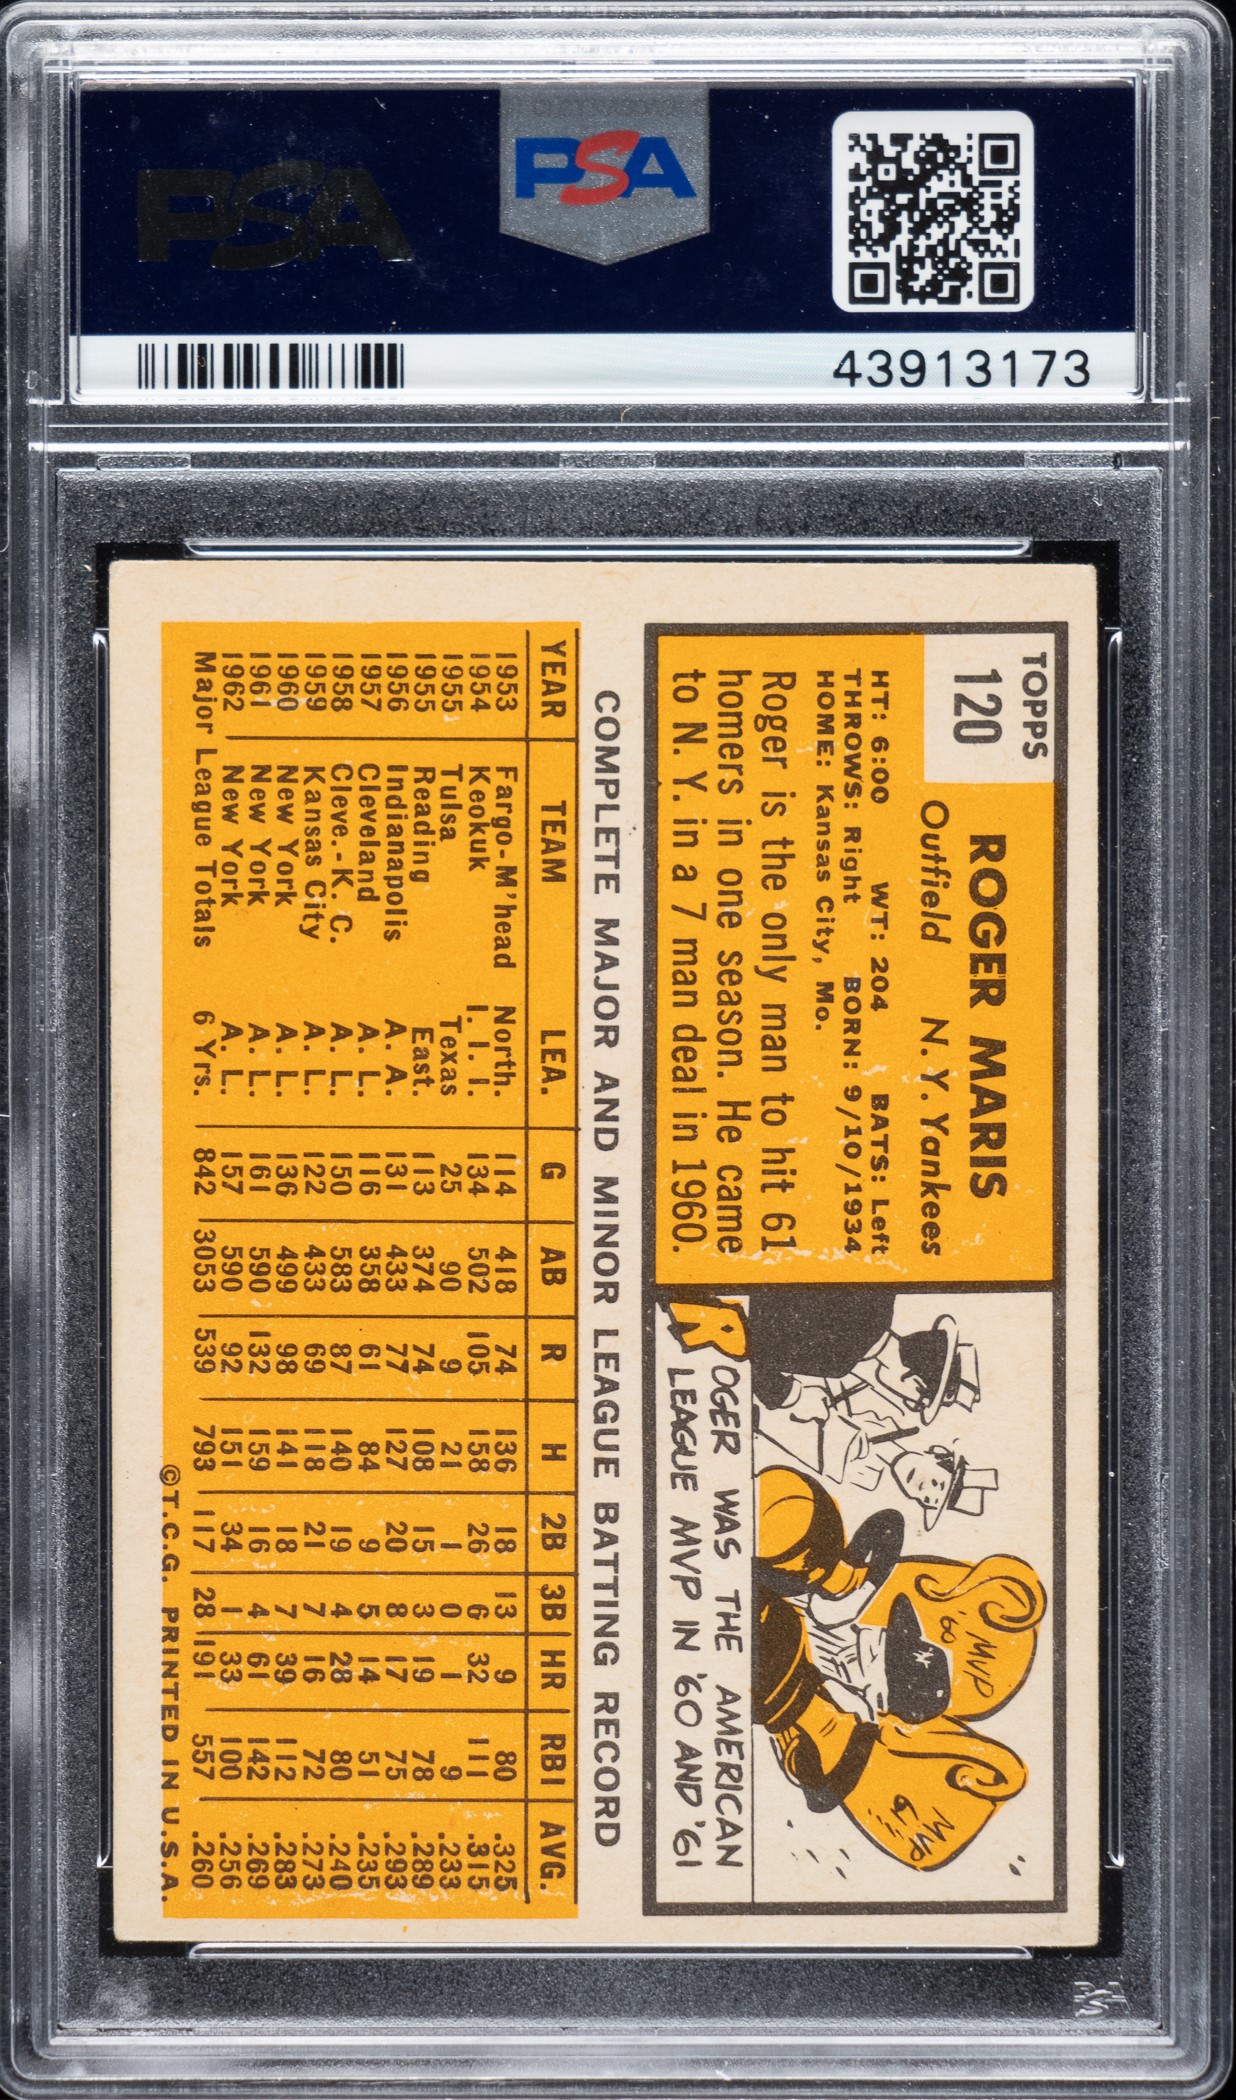 PSA
PSA
43913173
TOPPS
120
ROGER MARIS
Outfield N. Y. Yankees
HT: 6:00 WT: 204 BATS: Left
THROWS: Right BORN: 9/10/1934
HOME: Kansas City, Mo.
Roger is the only man to hit 61
homers in one season. He came
to N. Y. in a 7 man deal in 1960.
MVP
'60
MVP
61
ROGER WAS THE AMERICAN
LEAGUE MVP IN '60 AND '61
COMPLETE MAJOR AND MINOR LEAGUE BATTING RECORD
YEAR TEAM LEA. G AB R H 2B 3B HR RBI AVG.
1953 Fargo-M'head North. 114 418 74 136 18 13 9 80 .325
1954 Keokuk I. I. I. 134 502 105 158 26 6 32 111 .315
1955 Tulsa Texas 25 90 9 21 1 0 1 9 .233
1955 Reading East. 113 374 74 108 15 3 19 78 .289
1956 Indianapolis A. A. 131 433 77 127 20 8 17 75 .293
1957 Cleveland A. L. 116 358 61 84 9 5 14 51 .235
1958 Cleve.-K. C. A. L. 150 583 87 140 19 4 28 80 .240
1959 Kansas City A. L. 122 433 69 118 21 7 16 72 .273
1960 New York A. L. 136 499 98 141 18 7 39 112 .283
1961 New York A. L. 161 590 132 159 16 4 61 142 .269
1962 New York A. L. 157 590 92 151 34 1 33 100 .256
Major League Totals 6 Yrs. 842 3053 539 793 117 28 191 557 .260
©T.C.G. PRINTED IN U.S.A.